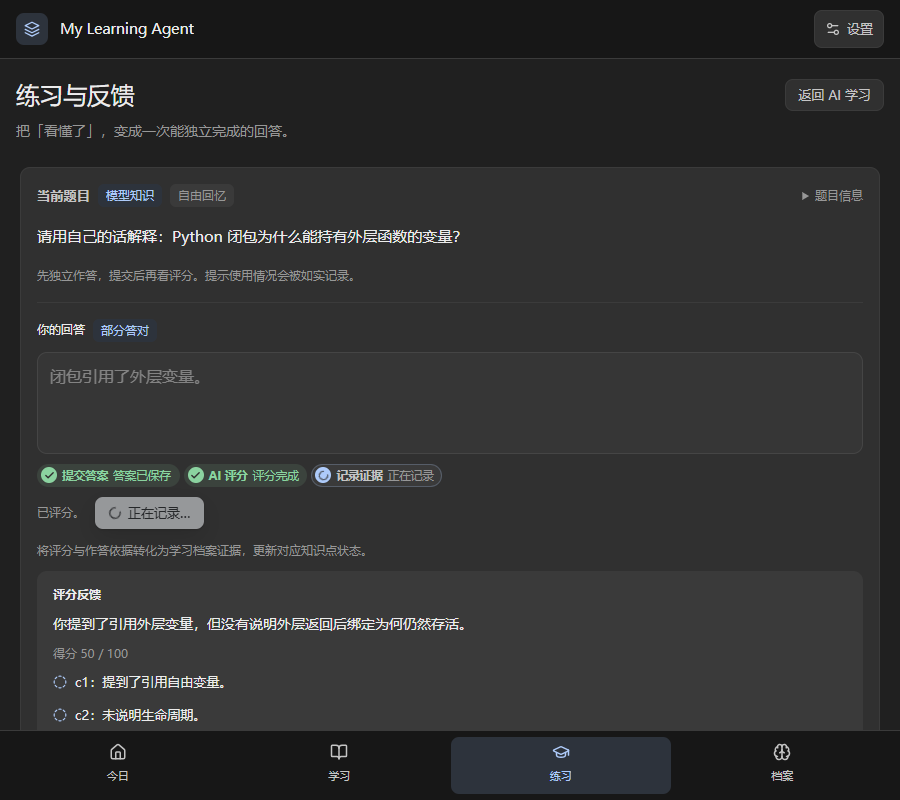 My Learning Agent
设置
练习与反馈
返回 AI 学习
把「看懂了」，变成一次能独立完成的回答。
当前题目 模型知识 自由回忆
题目信息
请用自己的话解释：Python 闭包为什么能持有外层函数的变量？
先独立作答，提交后再看评分。提示使用情况会被如实记录。
你的回答 部分答对
闭包引用了外层变量。
提交答案 答案已保存 AI 评分 评分完成 记录证据 正在记录
已评分。 正在记录...
将评分与作答依据转化为学习档案证据，更新对应知识点状态。
评分反馈
你提到了引用外层变量，但没有说明外层返回后绑定为何仍然存活。
得分 50 / 100
c1：提到了引用自由变量。
c2：未说明生命周期。
今日 学习 练习 档案